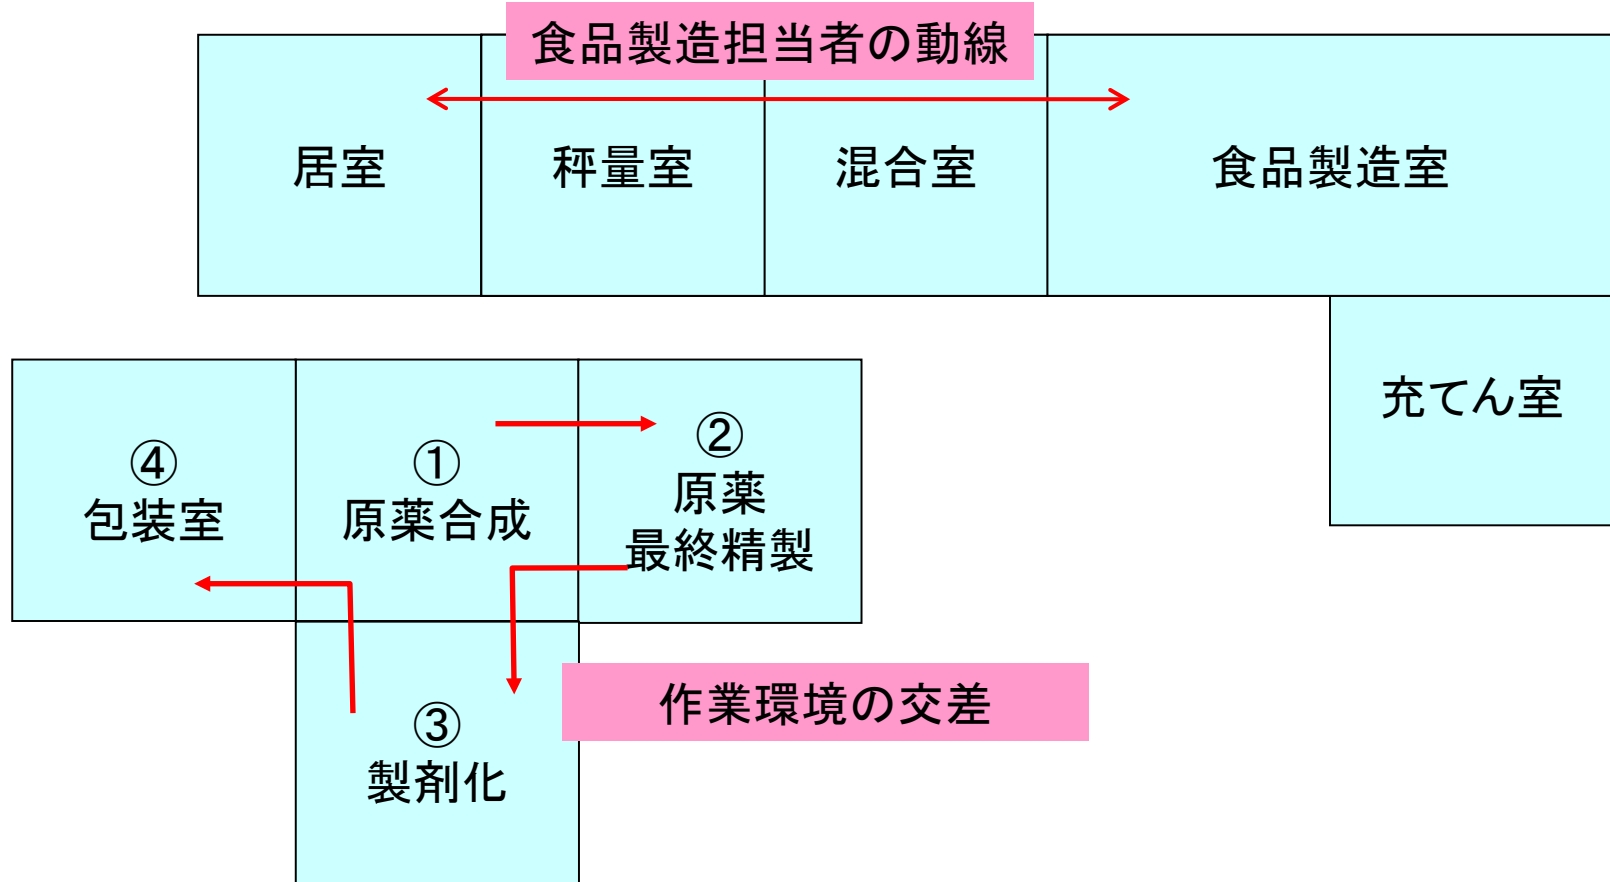 食品製造担当者の動線
居室
秤量室
混合室
食品製造室
充てん室
④
包装室
①
原薬合成
②
原薬
最終精製
作業環境の交差
③
製剤化